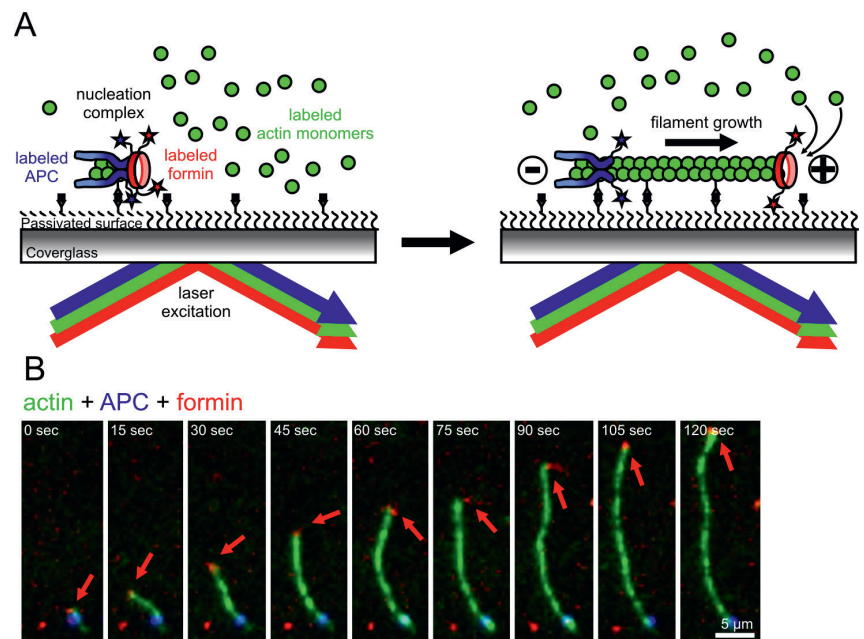 A
nucleation
complex
labeled
actin monomers
labeled
APC
labeled
formin
Passivated surface
Coverglass
laser
excitation
filament growth
-
+
B
actin + APC + formin
0 sec
15 sec
30 sec
45 sec
60 sec
75 sec
90 sec
105 sec
120 sec
5 µm